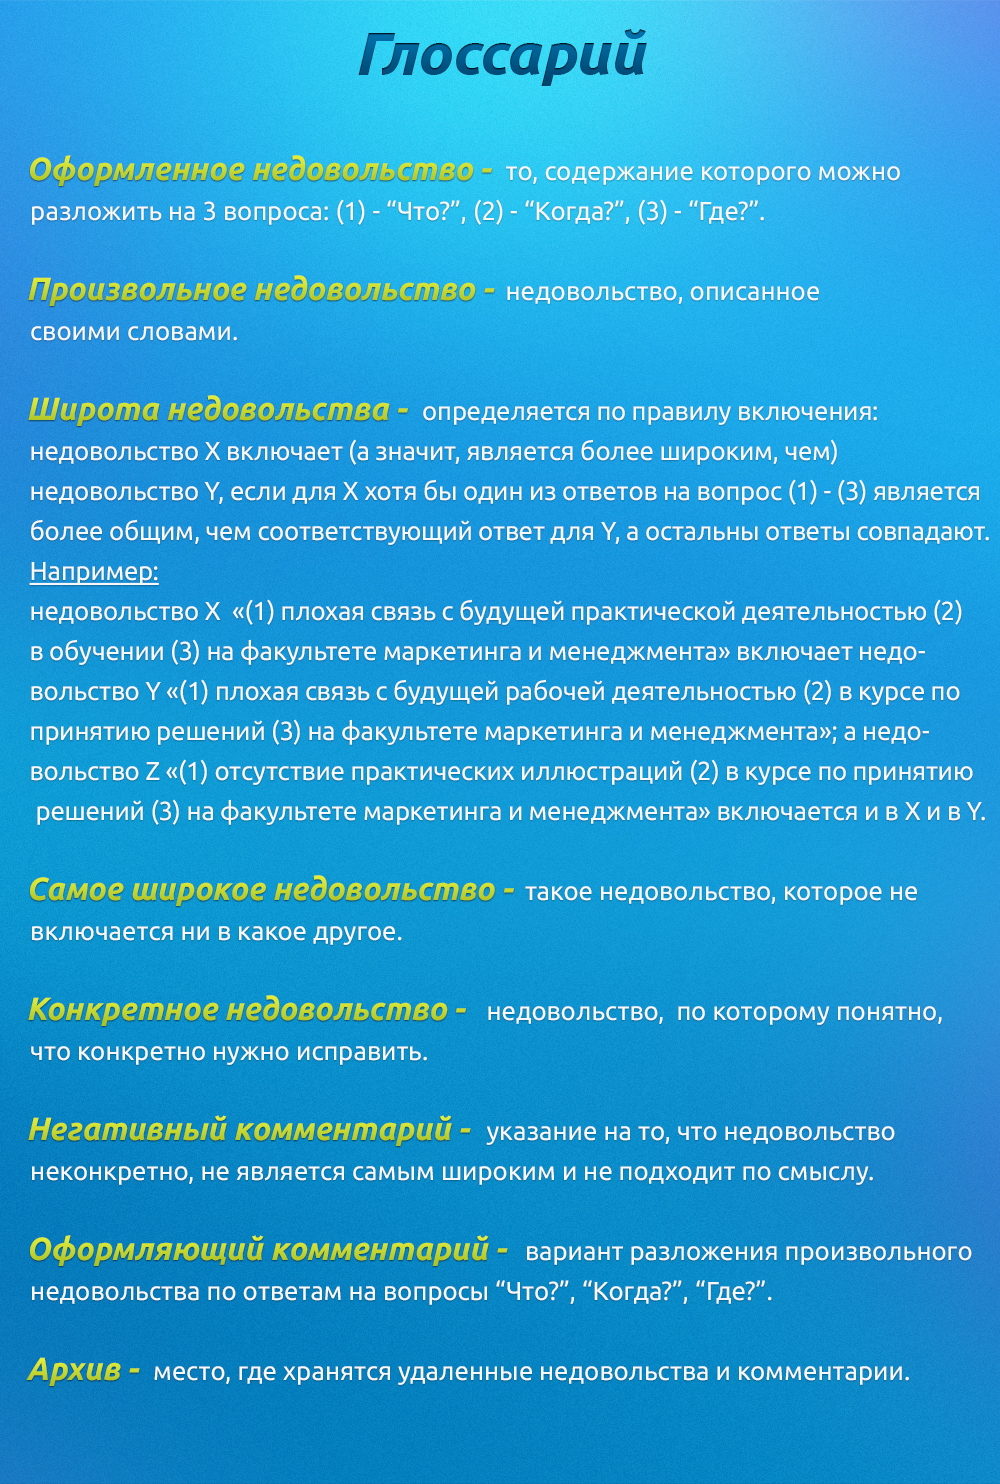 Глоссарий
Оформленное недовольство - то, содержание которого можно
разложить на 3 вопроса: (1) - “Что?”, (2) - “Когда?”, (3) - “Где?”.
Произвольное недовольство - недовольство, описанное
своими словами.
Широта недовольства - определяется по правилу включения:
недовольство X включает (а значит, является более широким, чем)
недовольство Y, если для X хотя бы один из ответов на вопрос (1) - (3) является
более общим, чем соответствующий ответ для Y, а остальны ответы совпадают.
Например:
недовольство X «(1) плохая связь с будущей практической деятельностью (2)
в обучении (3) на факультете маркетинга и менеджмента» включает недо-
вольство Y «(1) плохая связь с будущей рабочей деятельностью (2) в курсе по
принятию решений (3) на факультете маркетинга и менеджмента»; а недо-
вольство Z «(1) отсутствие практических иллюстраций (2) в курсе по принятию
решений (3) на факультете маркетинга и менеджмента» включается и в X и в Y.
Самое широкое недовольство - такое недовольство, которое не
включается ни в какое другое.
Конкретное недовольство - недовольство, по которому понятно,
что конкретно нужно исправить.
Негативный комментарий - указание на то, что недовольство
неконкретно, не является самым широким и не подходит по смыслу.
Оформляющий комментарий - вариант разложения произвольного
недовольства по ответам на вопросы “Что?”, “Когда?”, “Где?”.
Архив - место, где хранятся удаленные недовольства и комментарии.